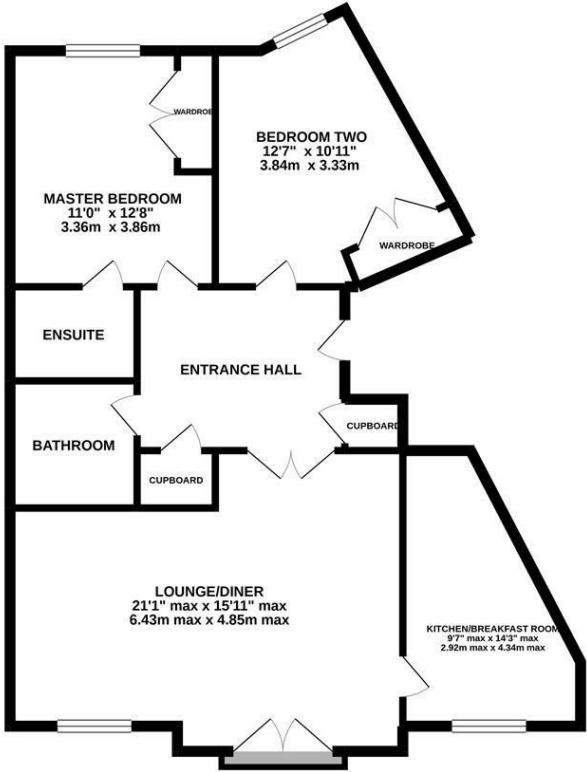 WARDROBE
BEDROOM TWO
12'7" x 10'11"
3.84m x 3.33m
MASTER BEDROOM
11'0" x 12'8"
3.36m x 3.86m
WARDROBE
ENSUITE
ENTRANCE HALL
BATHROOM
CUPBOARD
CUPBOARD
LOUNGE/DINER
21'1" max x 15'11" max
6.43m max x 4.85m max
KITCHEN/BREAKFAST ROOM
9'7" max x 14'3" max
2.92m max x 4.34m max